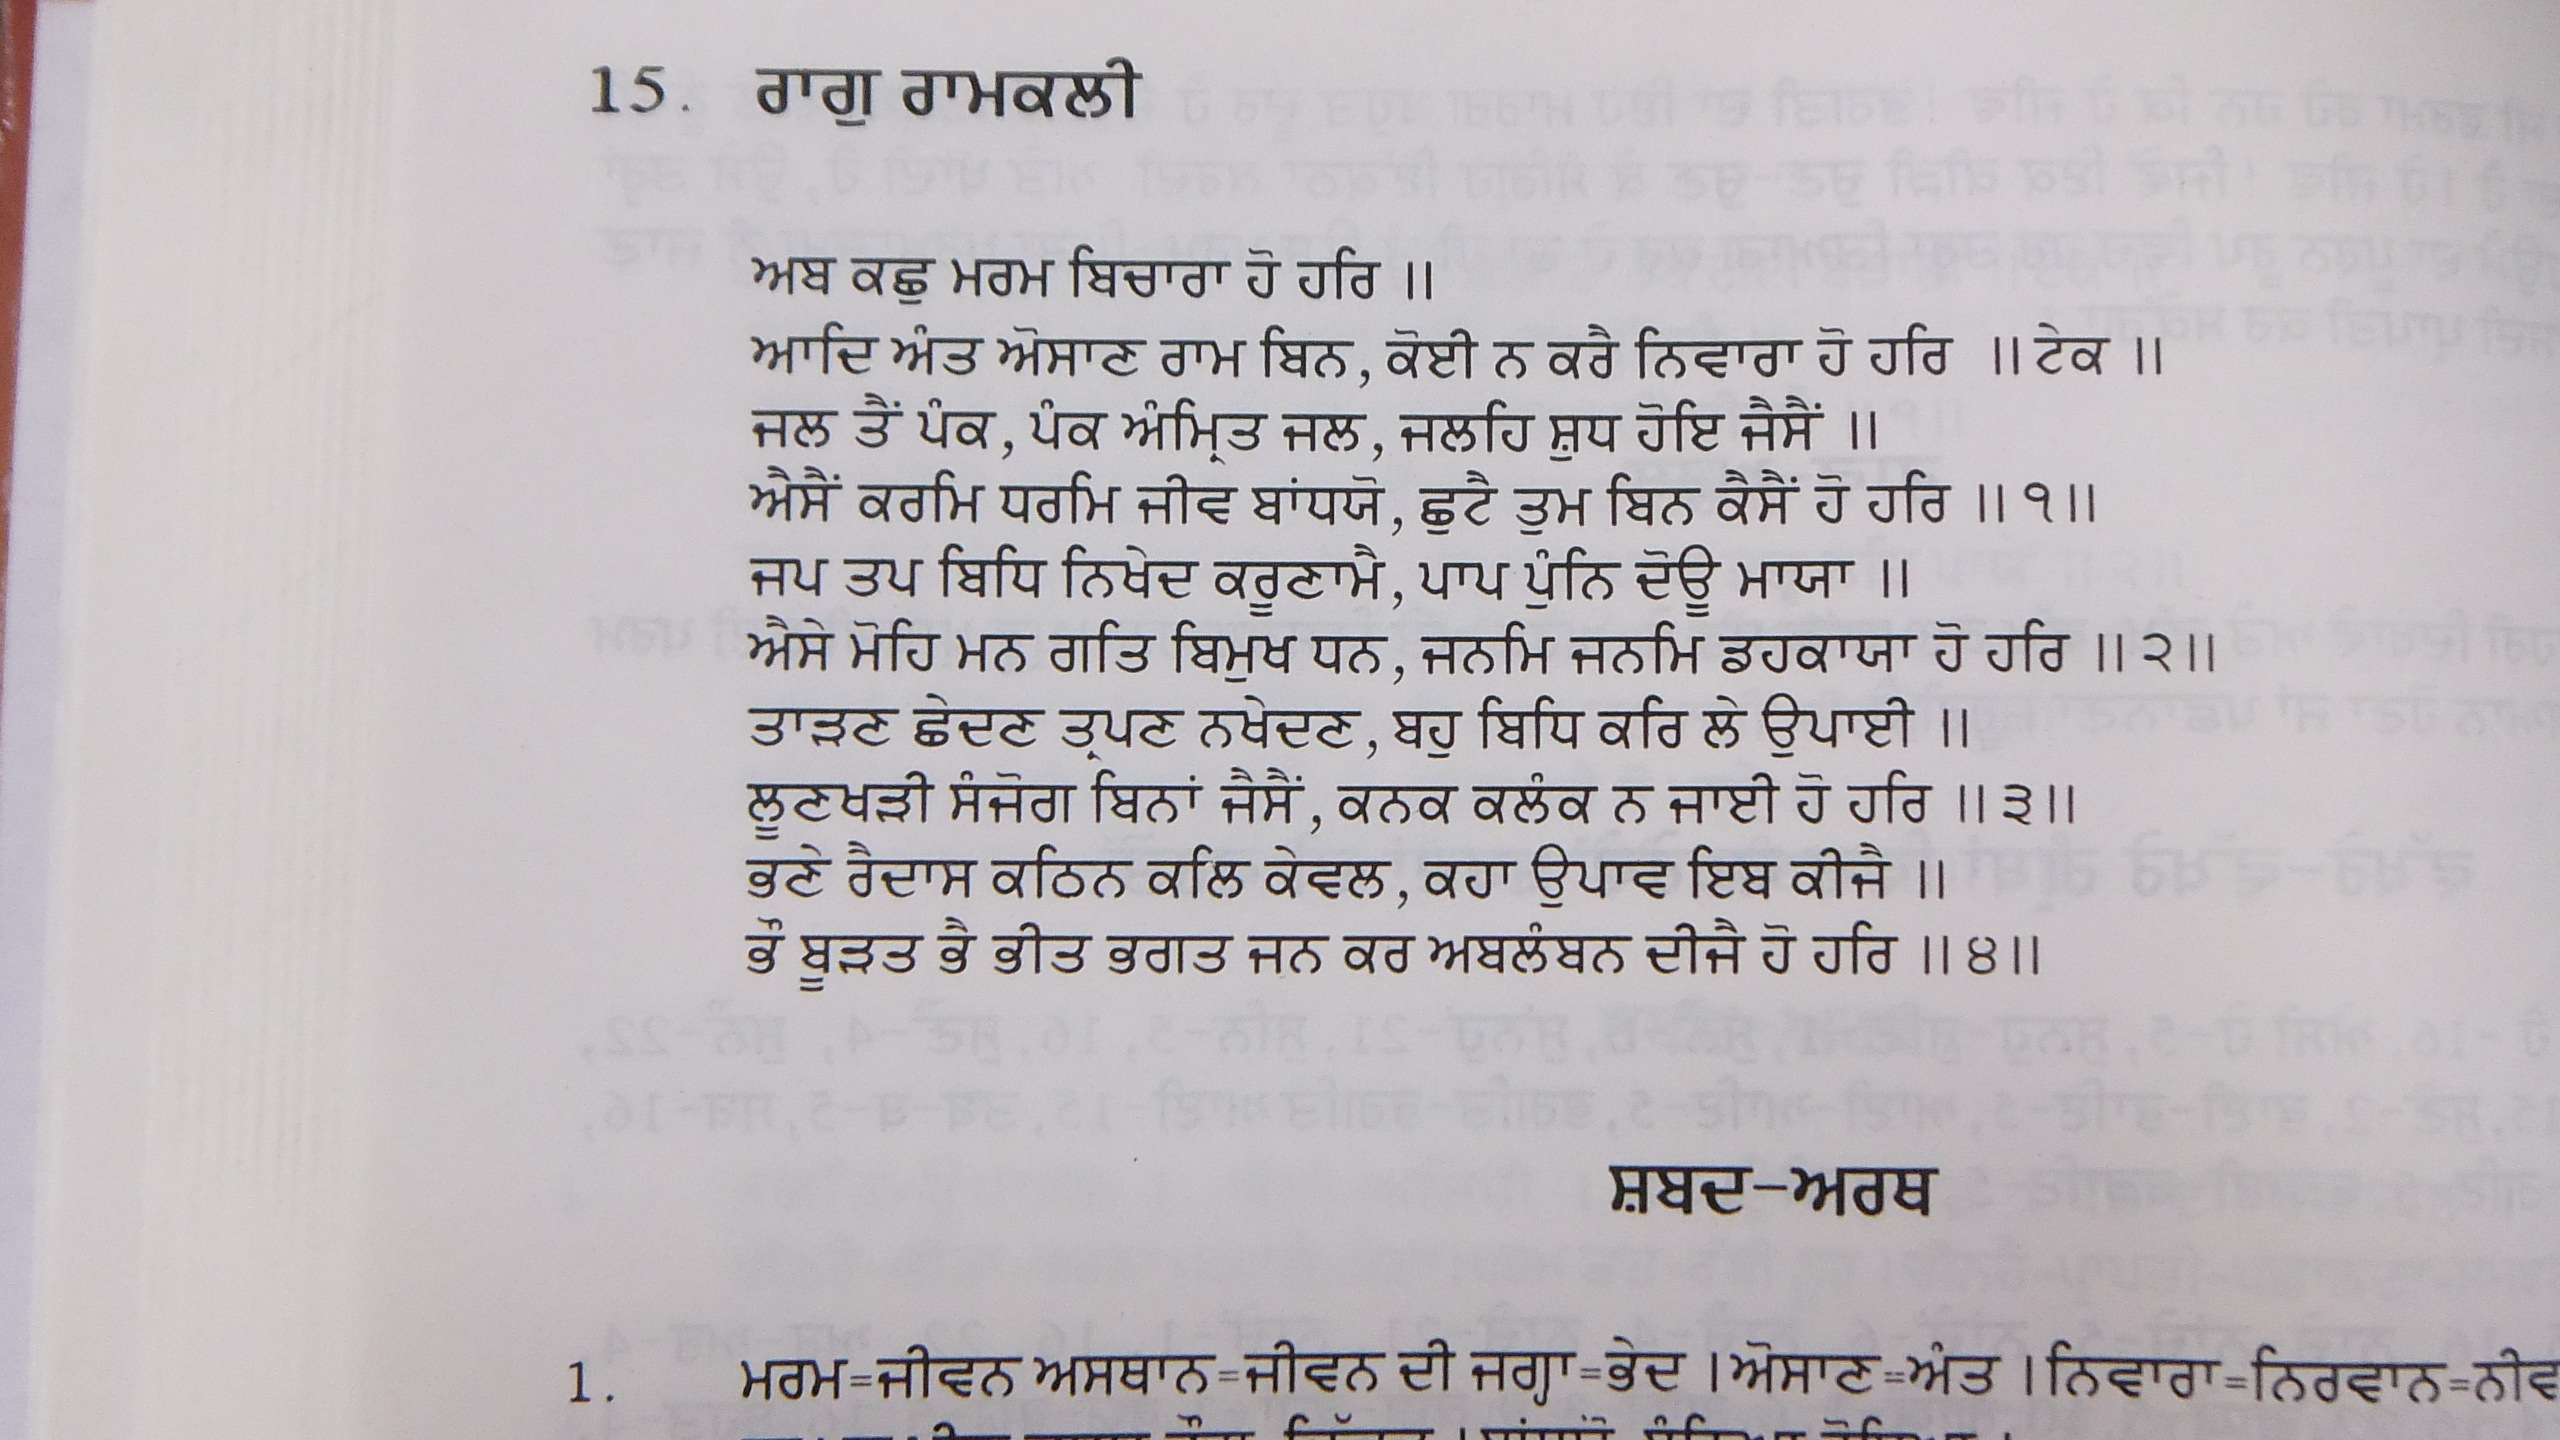 15. ਰਾਗੁ ਰਾਮਕਲੀ
ਅਬ ਕਛੁ ਮਰਮ ਬਿਚਾਰਾ ਹੋ ਹਰਿ ॥
ਆਦਿ ਅੰਤ ਔਸਾਣ ਰਾਮ ਬਿਨ, ਕੋਈ ਨ ਕਰੈ ਨਿਵਾਰਾ ਹੋ ਹਰਿ ॥ ਟੇਕ ॥
ਜਲ ਤੈਂ ਪੰਕ, ਪੰਕ ਅੰਮ੍ਰਿਤ ਜਲ, ਜਲਹਿ ਸ਼ੁਧ ਹੋਇ ਜੈਸੈਂ ॥
ਐਸੈਂ ਕਰਮਿ ਧਰਮਿ ਜੀਵ ਬਾਂਧਯੋ, ਛੁਟੈ ਤੁਮ ਬਿਨ ਕੈਸੈਂ ਹੋ ਹਰਿ ॥ ੧॥
ਜਪ ਤਪ ਬਿਧਿ ਨਿਖੇਦ ਕਰੂਣਾਮੈ, ਪਾਪ ਪੁੰਨਿ ਦੋਊ ਮਾਯਾ ॥
ਐਸੇ ਮੋਹਿ ਮਨ ਗਤਿ ਬਿਮੁਖ ਧਨ, ਜਨਮਿ ਜਨਮਿ ਡਹਕਾਯਾ ਹੋ ਹਰਿ ॥ ੨॥
ਤਾੜਣ ਛੇਦਣ ਤ੍ਰਪਣ ਨਖੇਦਣ, ਬਹੁ ਬਿਧਿ ਕਰਿ ਲੇ ਉਪਾਈ ॥
ਲੂਣਖੜੀ ਸੰਜੋਗ ਬਿਨਾਂ ਜੈਸੈਂ, ਕਨਕ ਕਲੰਕ ਨ ਜਾਈ ਹੋ ਹਰਿ ॥ ੩॥
ਭਣੇ ਰੈਦਾਸ ਕਠਿਨ ਕਲਿ ਕੇਵਲ, ਕਹਾ ਉਪਾਵ ਇਬ ਕੀਜੈ ॥
ਭੌ ਬੂੜਤ ਭੈ ਭੀਤ ਭਗਤ ਜਨ ਕਰ ਅਬਲੰਬਨ ਦੀਜੈ ਹੋ ਹਰਿ ॥ ੪॥
ਸ਼ਬਦ-ਅਰਥ
1. ਮਰਮ=ਜੀਵਨ ਅਸਥਾਨ=ਜੀਵਨ ਦੀ ਜਗ੍ਹਾ=ਭੇਦ । ਔਸਾਣ=ਅੰਤ । ਨਿਵਾਰਾ=ਨਿਰਵਾਨ=ਨੀਵ